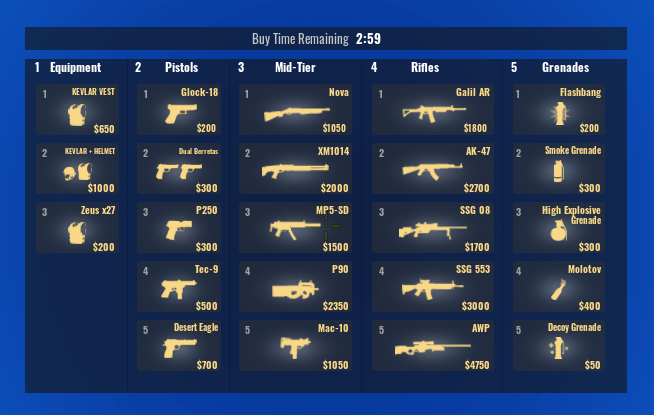 Buy Time Remaining 2:59
1 Equipment
1 KEVLAR VEST
$650
2 KEVLAR + HELMET
$1000
3 Zeus x27
$200
2 Pistols
1 Glock-18
$200
2 Dual Berretas
$300
3 P250
$300
4 Tec-9
$500
5 Desert Eagle
$700
3 Mid-Tier
1 Nova
$1050
2 XM1014
$2000
3 MP5-SD
$1500
4 P90
$2350
5 Mac-10
$1050
4 Rifles
1 Galil AR
$1800
2 AK-47
$2700
3 SSG 08
$1700
4 SSG 553
$3000
5 AWP
$4750
5 Grenades
1 Flashbang
$200
2 Smoke Grenade
$300
3 High Explosive
Grenade
$300
4 Molotov
$400
5 Decoy Grenade
$50